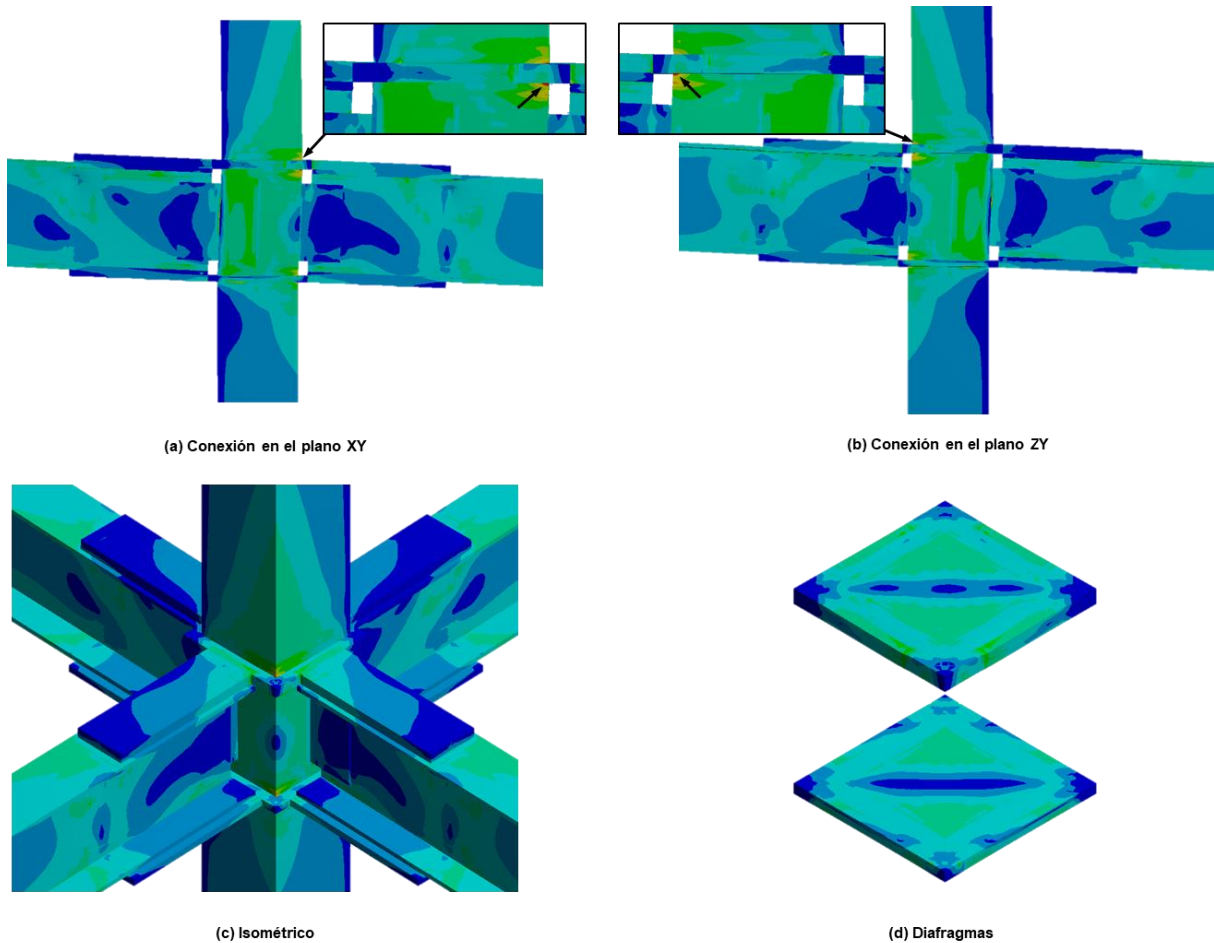 (a) Conexión en el plano XY
(b) Conexión en el plano ZY
(c) Isométrico
(d) Diafragmas